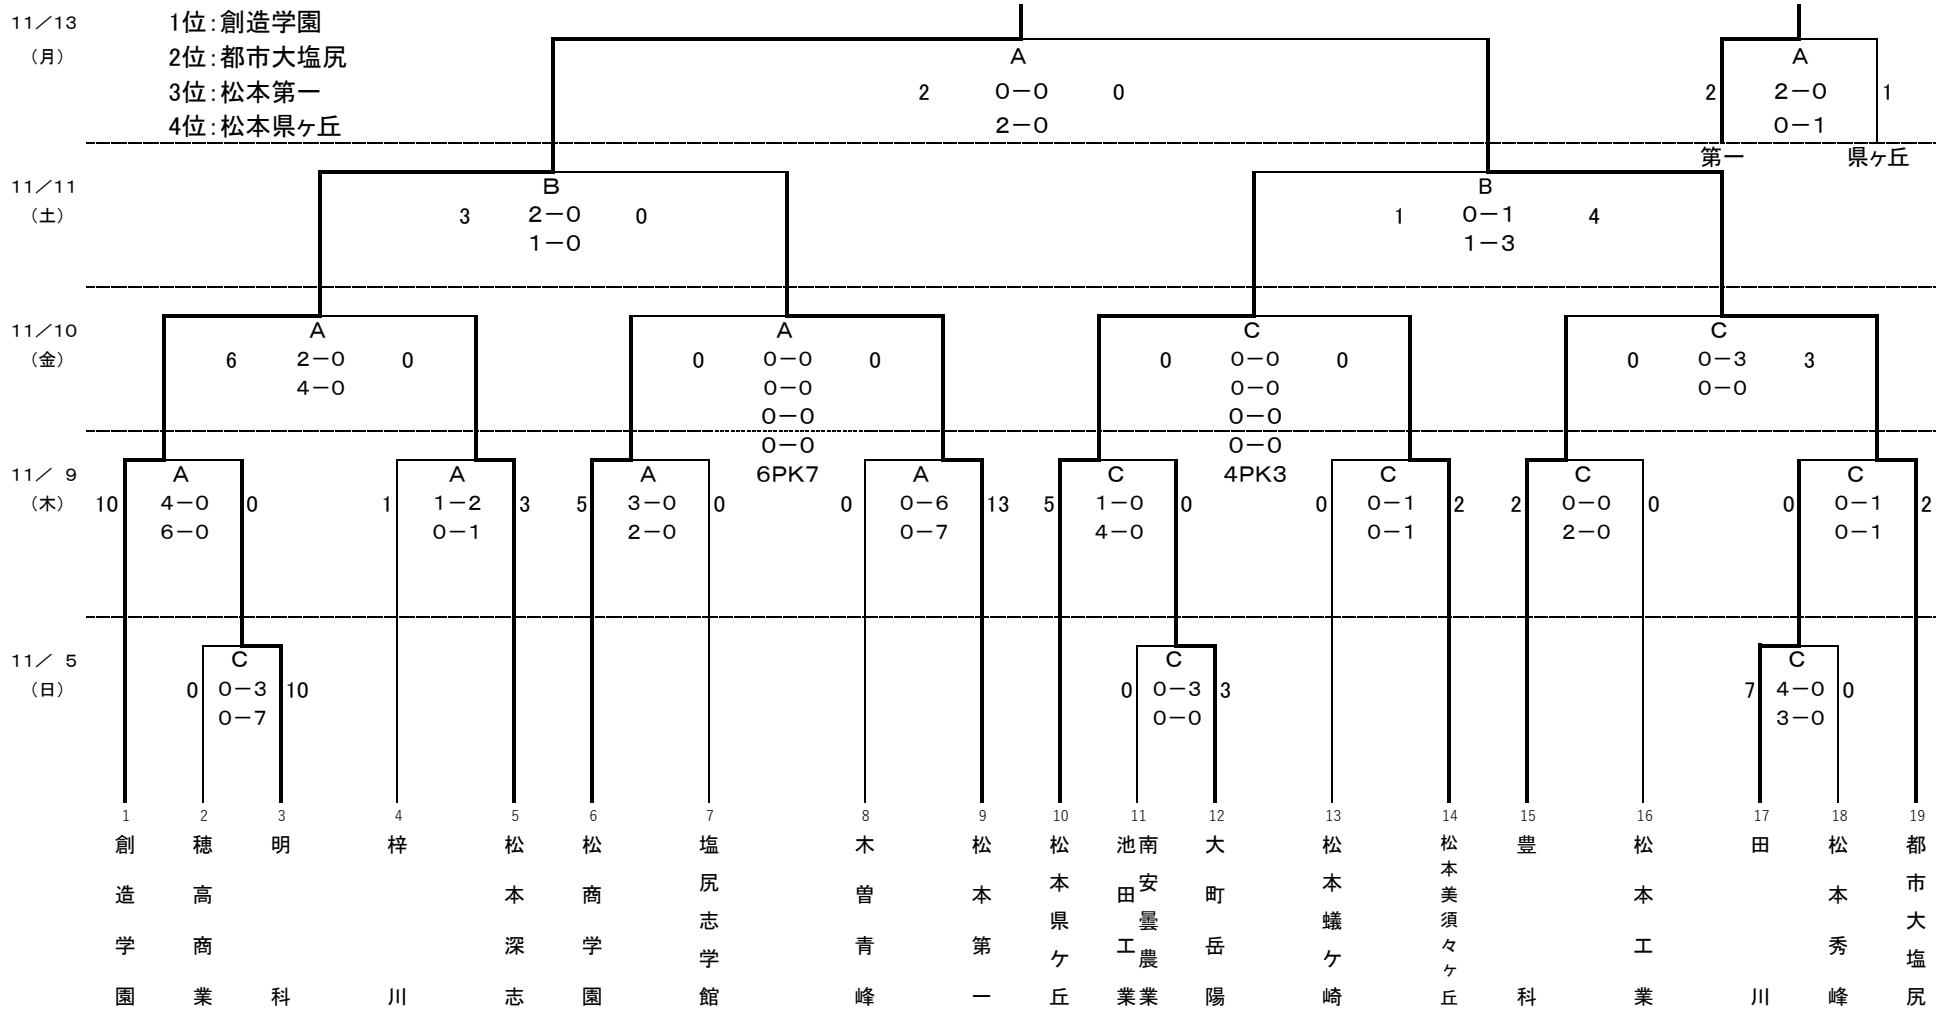 11／13
（月）
1位：創造学園
2位：都市大塩尻
3位：松本第一
4位：松本県ヶ丘
A
2 0－0 0
2－0
A
2 2－0 1
0－1
第一 県ヶ丘
11／11
（土）
B
3 2－0 0
1－0
B
1 0－1 4
1－3
11／10
（金）
A
6 2－0 0
4－0
A
0 0－0 0
0－0
0－0
0－0
6PK7
C
0 0－0 0
0－0
0－0
0－0
4PK3
C
0 0－3 3
0－0
11／ 9
（木）
A
10 4－0 0
6－0
A
1 1－2 3
0－1
A
5 3－0 0
2－0
A
0 0－6 13
0－7
C
5 1－0 0
4－0
C
0 0－1 2
0－1
C
2 0－0 0
2－0
C
0 0－1 2
0－1
11／ 5
（日）
C
0 0－3 10
0－7
C
0 0－3 3
0－0
C
7 4－0 0
3－0
1 創造学園
2 穂高商業
3 明科
4 梓川
5 松本深志
6 松商学園
7 塩尻志学館
8 木曽青峰
9 松本第一
10 松本県ケ丘
11 池田工業
南安曇農業
12 大町岳陽
13 松本蟻ケ崎
14 松本美須々ケ丘
15 豊科
16 松本工業
17 田川
18 松本秀峰
19 都市大塩尻